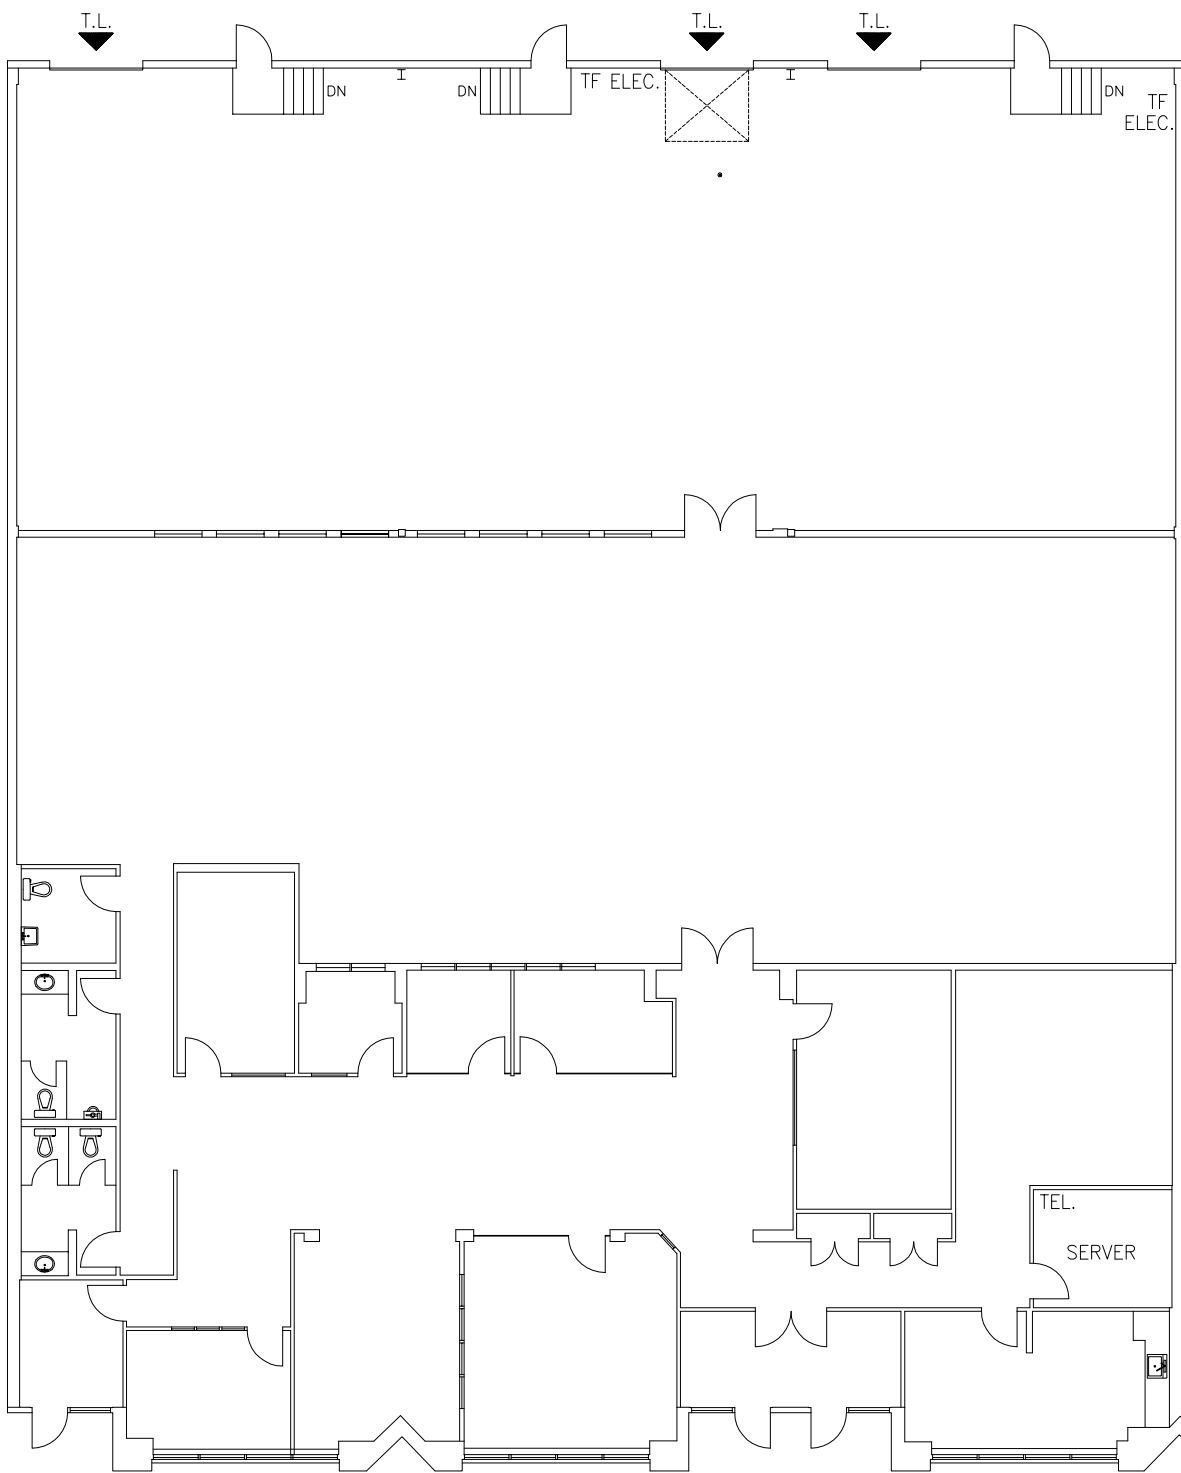 T.L.
T.L.
T.L.
DN
DN
TF ELEC.
DN
TF
ELEC.
TEL.
SERVER